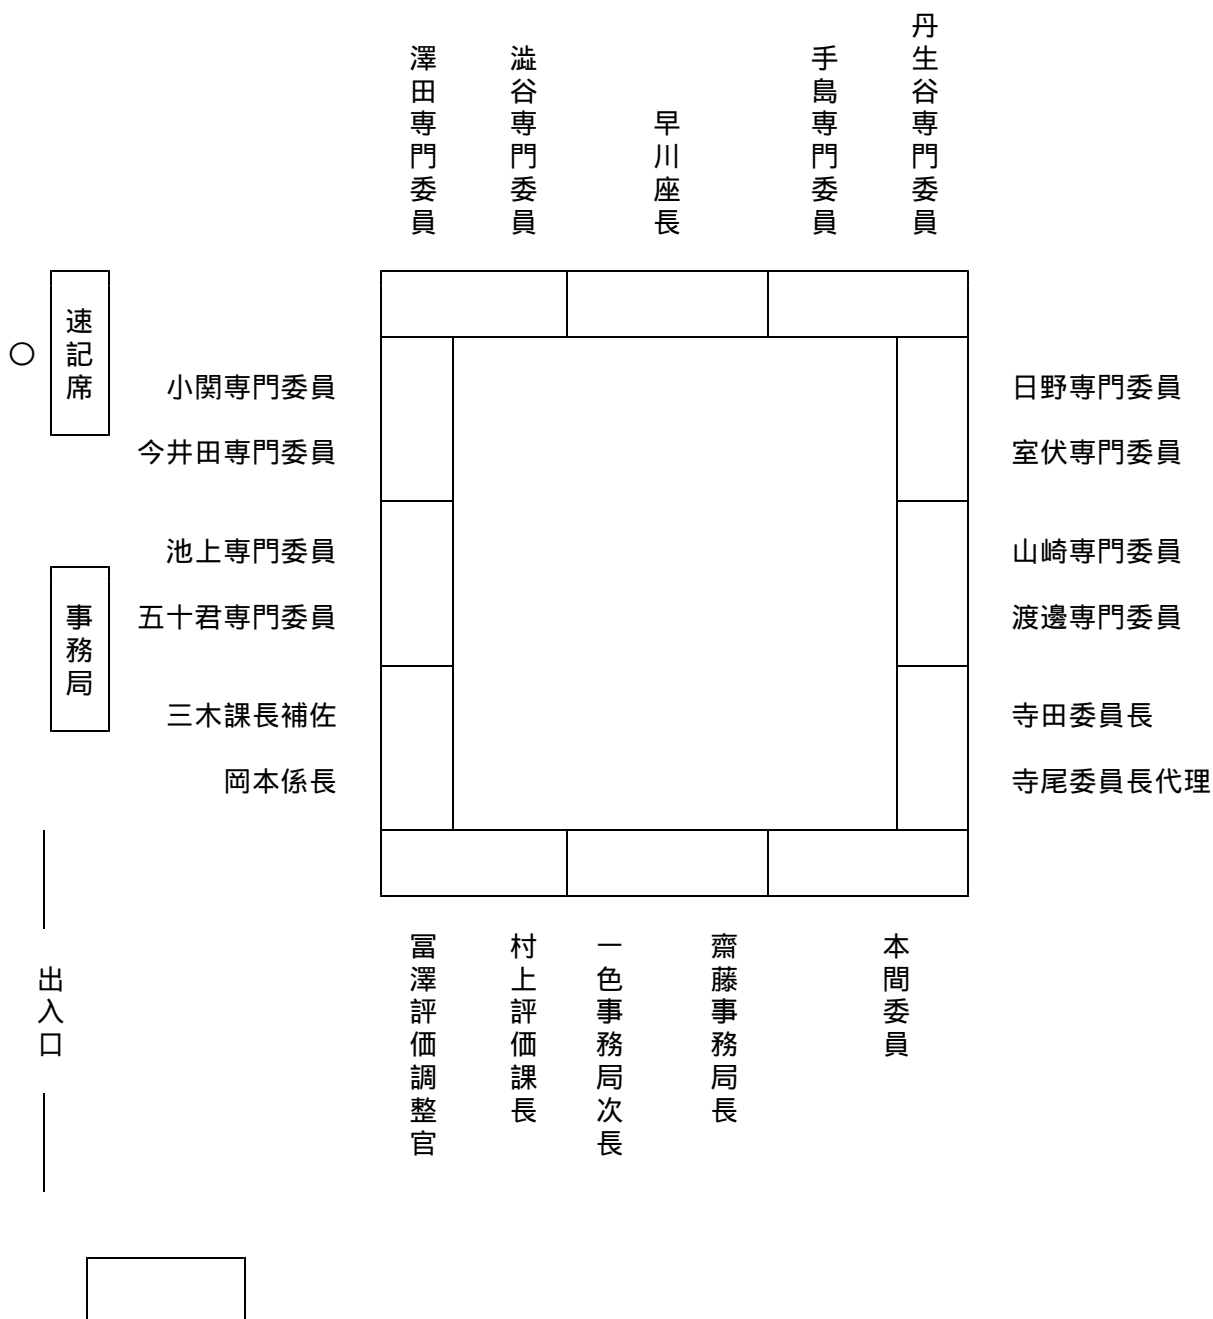 澤田専門委員
澁谷専門委員
早川座長
手島専門委員
丹生谷専門委員
速記席
○
小関専門委員
今井田専門委員
池上専門委員
五十君専門委員
三木課長補佐
岡本係長
事務局
日野専門委員
室伏専門委員
山崎専門委員
渡邊専門委員
寺田委員長
寺尾委員長代理
出入口
冨澤評価調整官
村上評価課長
一色事務局次長
齋藤事務局長
本間委員